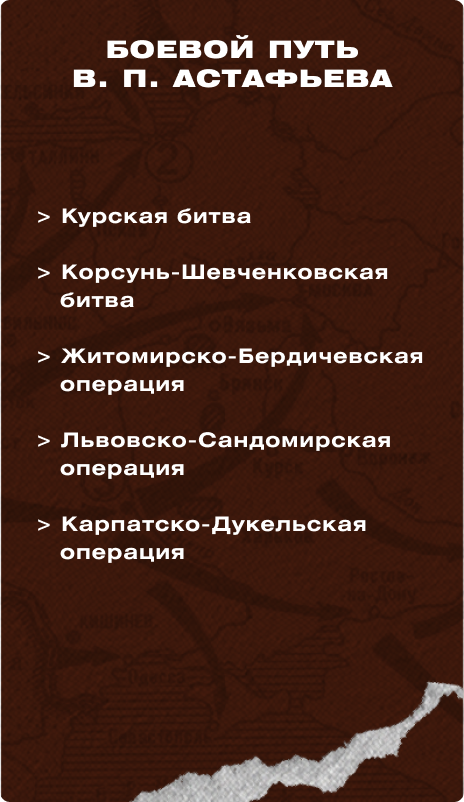 БОЕВОЙ ПУТЬ
В. П. АСТАФЬЕВА
> Курская битва
> Корсунь-Шевченковская
битва
> Житомирско-Бердичевская
операция
> Львовско-Сандомирская
операция
> Карпатско-Дукельская
операция